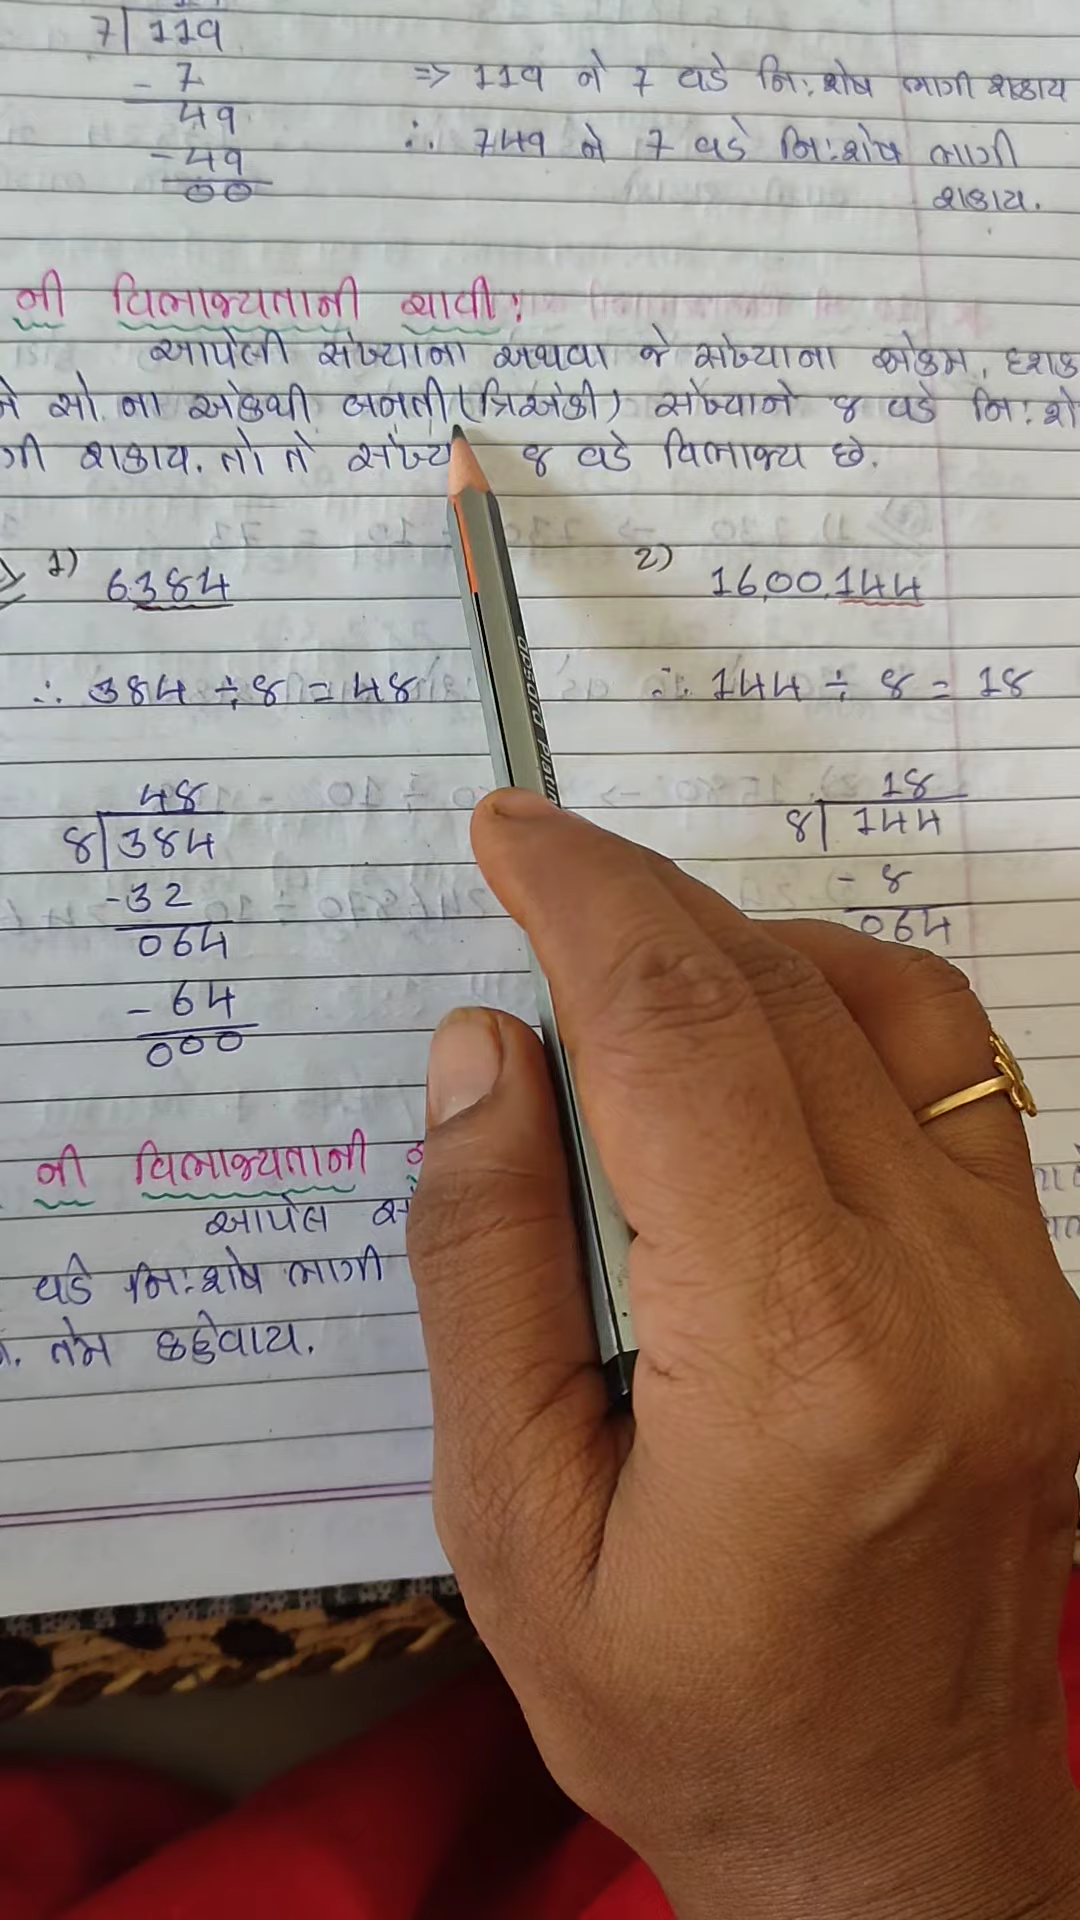 7 119
- 7
49
- 49
00
⇒ 119 ને 7 વડે નિ:શેષ ભાગી શકાય
∴ 749 ને 7 વડે નિ:શેષ ભાગી
શકાય.
ની વિભાજ્યતાની ચાવી:
આપેલી સંખ્યાના અથવા જે સંખ્યાના એકમ, દશક
ને સો ના અંકથી બનતી (ત્રિઅંકી) સંખ્યાને 8 વડે નિ:શે
ગી શકાય. તો તે સંખ્યા 8 વડે વિભાજ્ય છે.
1) 6,384
∴ 384 ÷ 8 = 48
48
8 384
-32
064
- 64
000
2) 16,00,144
∴ 144 ÷ 8 = 18
18
8 144
- 8
064
ની વિભાજ્યતાની
આપેલ
વડે નિ:શેષ ભાગી
તેમ કહેવાય.